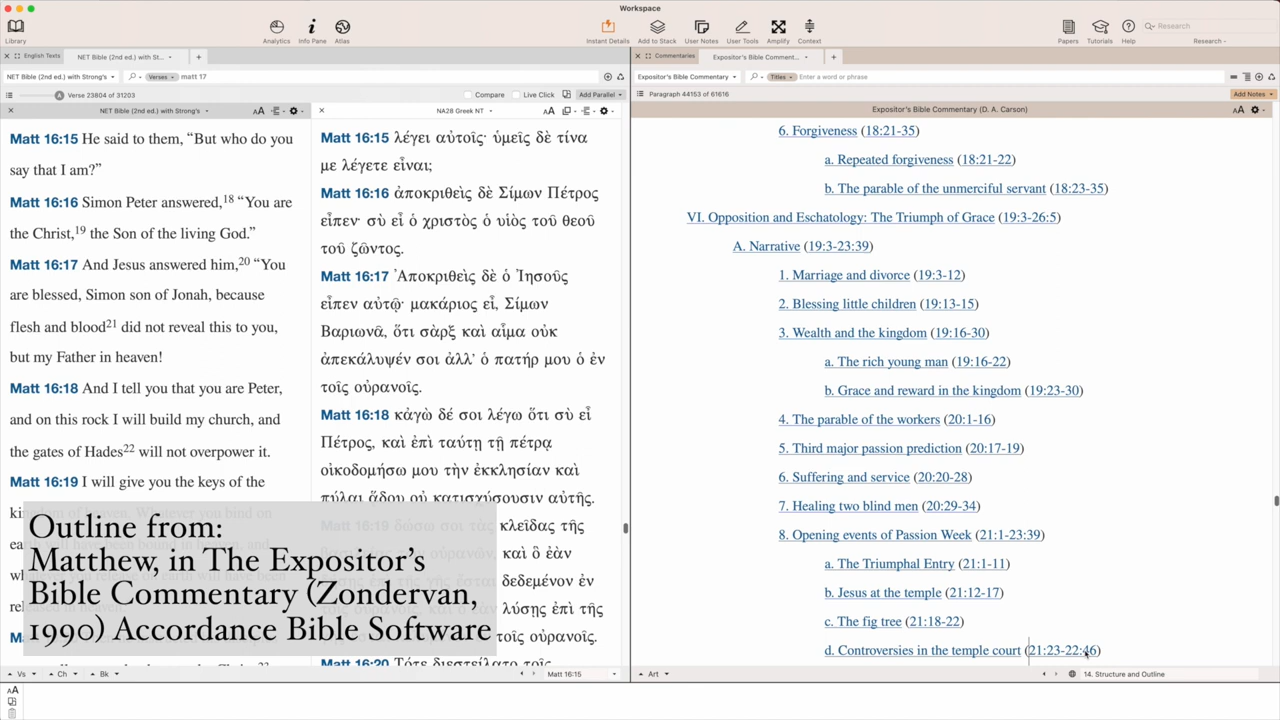 Workspace
Library
Analytics
Info Pane
Atlas
Instant Details
Add to Stack
User Notes
User Tools
Amplify
Context
Papers
Tutorials
Help
Research
Research
English Texts
NET Bible (2nd ed.) with St...
NET Bible (2nd ed.) with Strong's
Verses
matt 17
Verse 23804 of 31203
Compare
Live Click
Add Parallel
NET Bible (2nd ed.) with Strong's
Matt 16:15 He said to them, “But who do you
say that I am?”
Matt 16:16 Simon Peter answered,18 “You are
the Christ,19 the Son of the living God.”
Matt 16:17 And Jesus answered him,20 “You
are blessed, Simon son of Jonah, because
flesh and blood21 did not reveal this to you,
but my Father in heaven!
Matt 16:18 And I tell you that you are Peter,
and on this rock I will build my church, and
the gates of Hades22 will not overpower it.
Matt 16:19 I will give you the keys of the
NA28 Greek NT
Matt 16:15 λέγει αὐτοῖς· ὑμεῖς δὲ τίνα
με λέγετε εἶναι;
Matt 16:16 ἀποκριθεὶς δὲ Σίμων Πέτρος
εἶπεν· σὺ εἶ ὁ χριστὸς ὁ υἱὸς τοῦ θεοῦ
τοῦ ζῶντος.
Matt 16:17 Ἀποκριθεὶς δὲ ὁ Ἰησοῦς
εἶπεν αὐτῷ· μακάριος εἶ, Σίμων
Βαριωνᾶ, ὅτι σὰρξ καὶ αἷμα οὐκ
ἀπεκάλυψέν σοι ἀλλ’ ὁ πατήρ μου ὁ ἐν
τοῖς οὐρανοῖς.
Matt 16:18 κἀγὼ δέ σοι λέγω ὅτι σὺ εἶ
Πέτρος, καὶ ἐπὶ ταύτῃ τῇ πέτρᾳ
οἰκοδομήσω μου τὴν ἐκκλησίαν καὶ
πύλαι ᾅδου οὐ κατισχύσουσιν αὐτῆς.
Matt 16:19 δώσω σοι τὰς κλεῖδας τῆς
καὶ ὃ ἐὰν
δεδεμένον ἐν
λύσῃς ἐπὶ τῆς
τοῖς οὐρανοῖς.
Matt 16:20 Τότε διεστείλατο τοῖς
Outline from:
Matthew, in The Expositor’s
Bible Commentary (Zondervan,
1990) Accordance Bible Software
Vs
Ch
Bk
Matt 16:15
Commentaries
Expositor's Bible Comment...
Expositor's Bible Commentary
Titles
Enter a word or phrase
Paragraph 44153 of 61616
Add Notes
Expositor's Bible Commentary (D. A. Carson)
6. Forgiveness (18:21-35)
a. Repeated forgiveness (18:21-22)
b. The parable of the unmerciful servant (18:23-35)
VI. Opposition and Eschatology: The Triumph of Grace (19:3-26:5)
A. Narrative (19:3-23:39)
1. Marriage and divorce (19:3-12)
2. Blessing little children (19:13-15)
3. Wealth and the kingdom (19:16-30)
a. The rich young man (19:16-22)
b. Grace and reward in the kingdom (19:23-30)
4. The parable of the workers (20:1-16)
5. Third major passion prediction (20:17-19)
6. Suffering and service (20:20-28)
7. Healing two blind men (20:29-34)
8. Opening events of Passion Week (21:1-23:39)
a. The Triumphal Entry (21:1-11)
b. Jesus at the temple (21:12-17)
c. The fig tree (21:18-22)
d. Controversies in the temple court (21:23-22:46)
Art
14. Structure and Outline